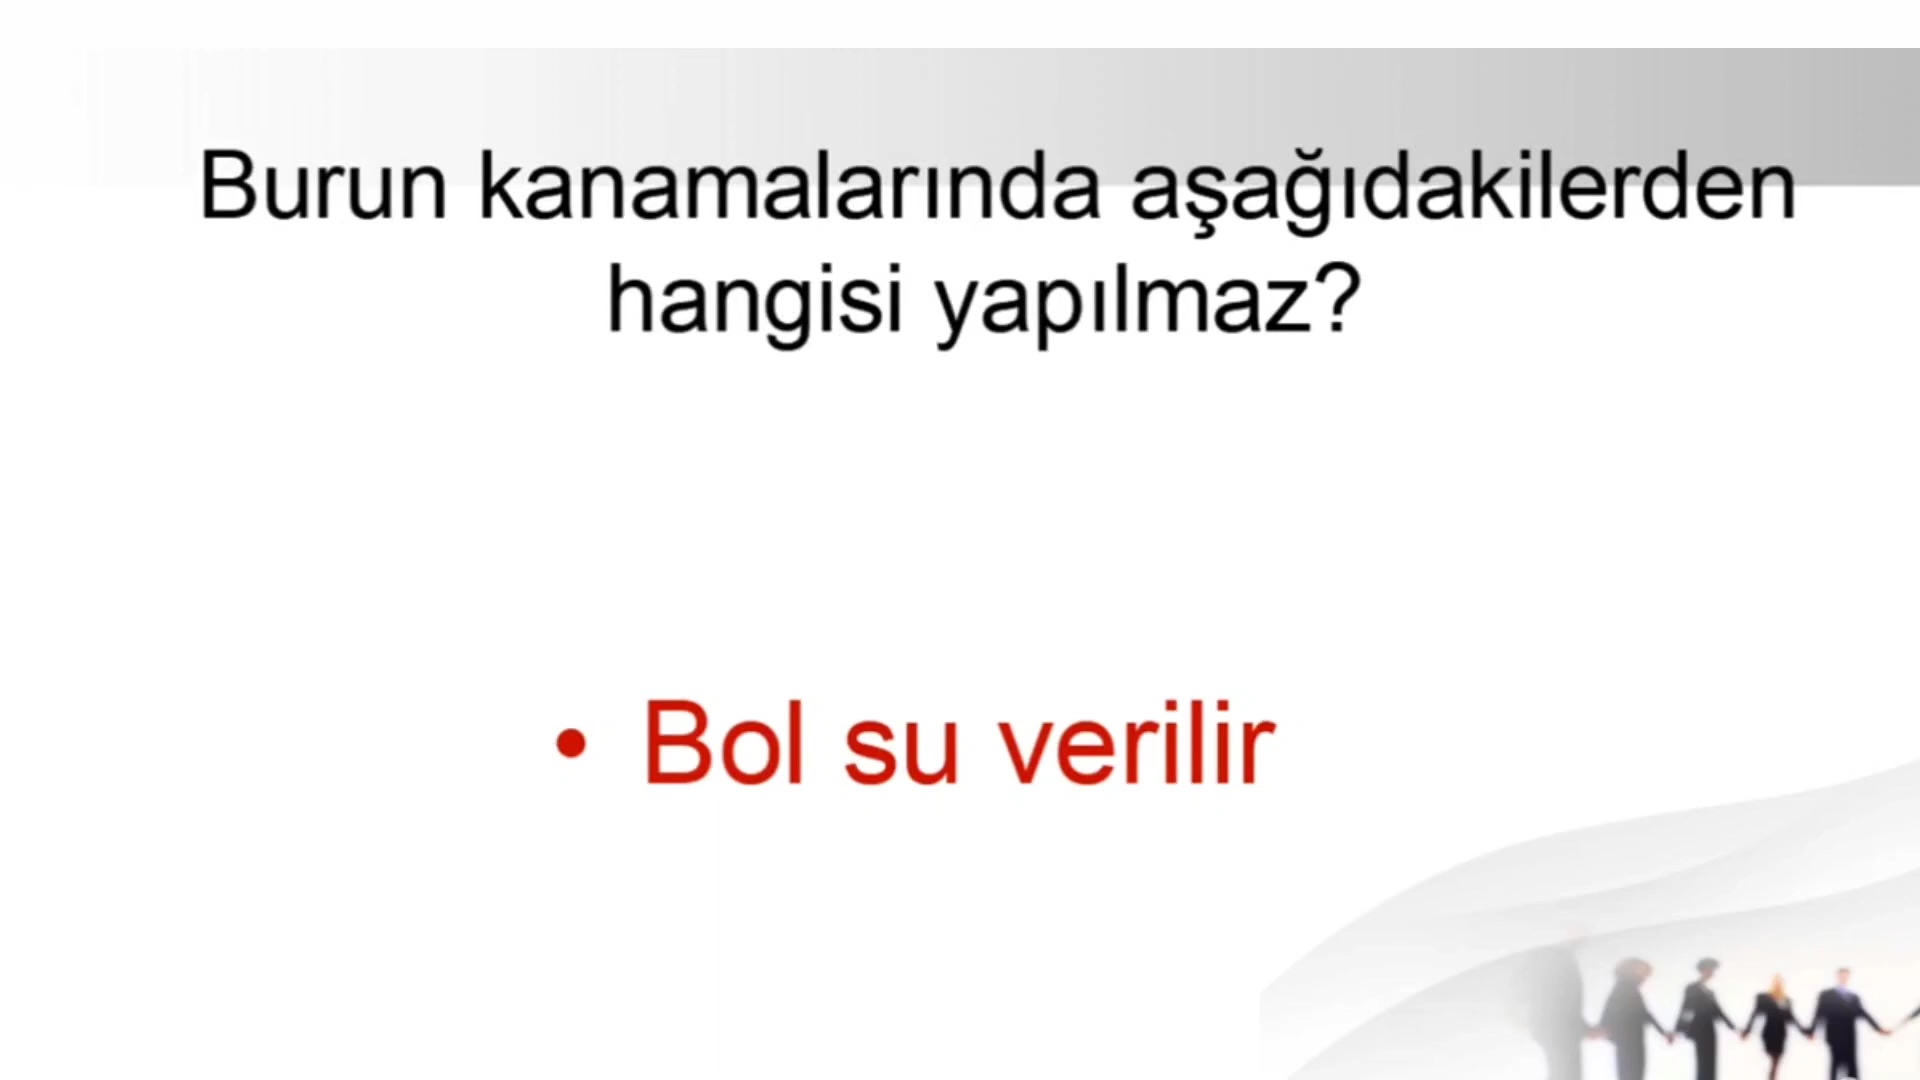 Burun kanamalarında aşağıdakilerden
hangisi yapılmaz?
• Bol su verilir